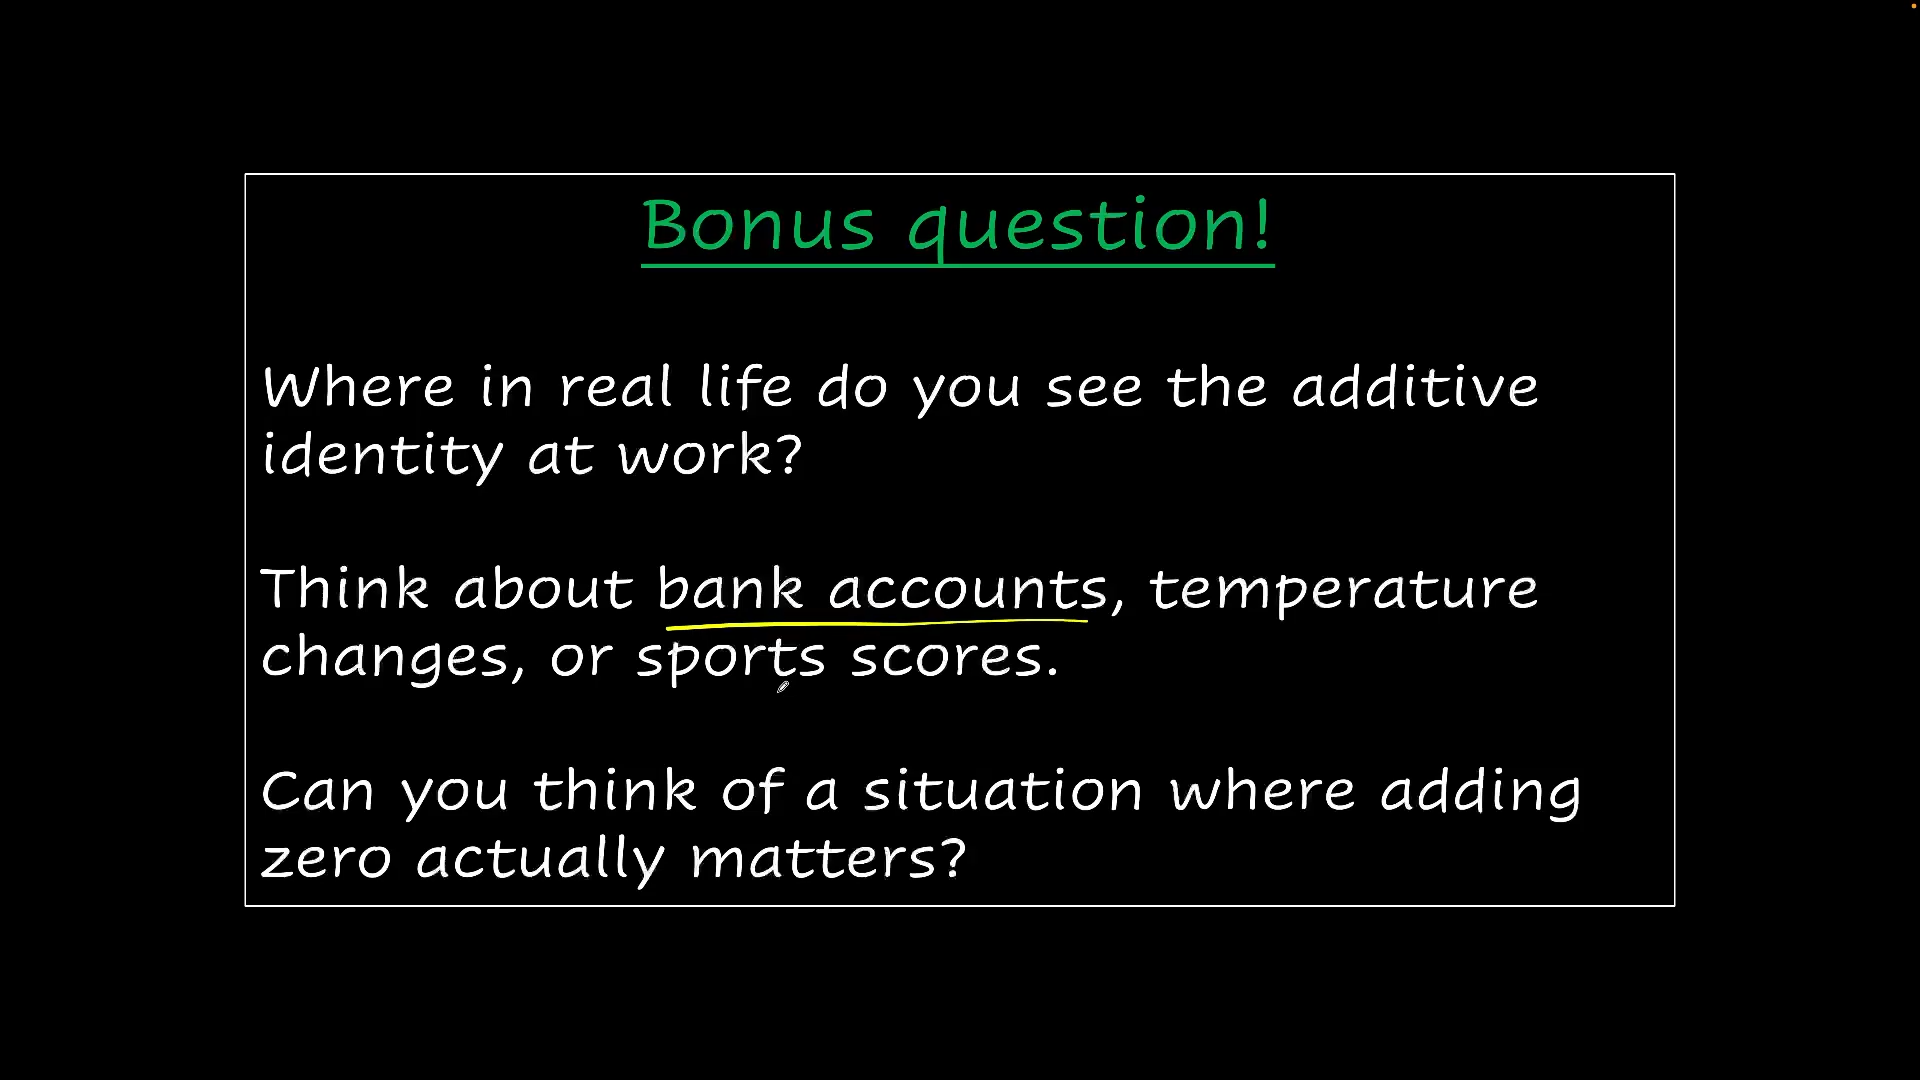 Bonus question!
Where in real life do you see the additive
identity at work?
Think about bank accounts, temperature
changes, or sports scores.
Can you think of a situation where adding
zero actually matters?